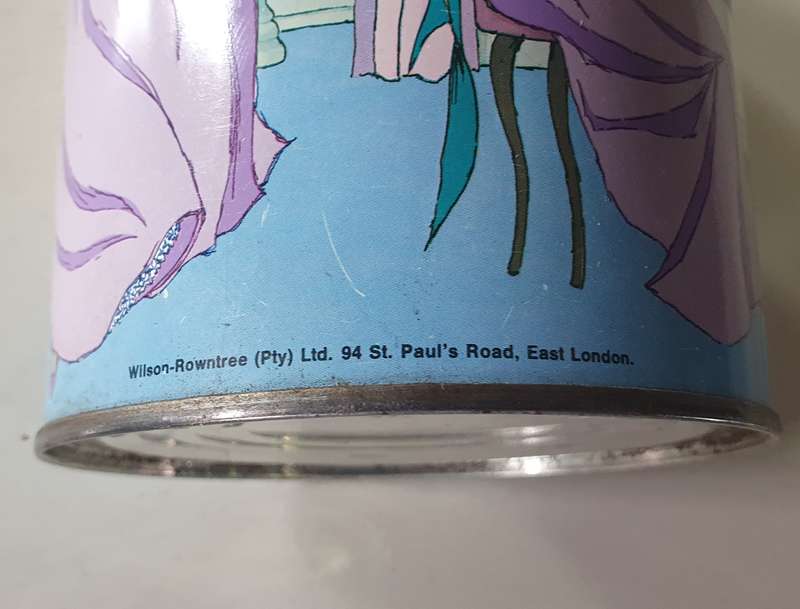 Wilson-Rowntree (Pty) Ltd. 94 St. Paul's Road, East London.